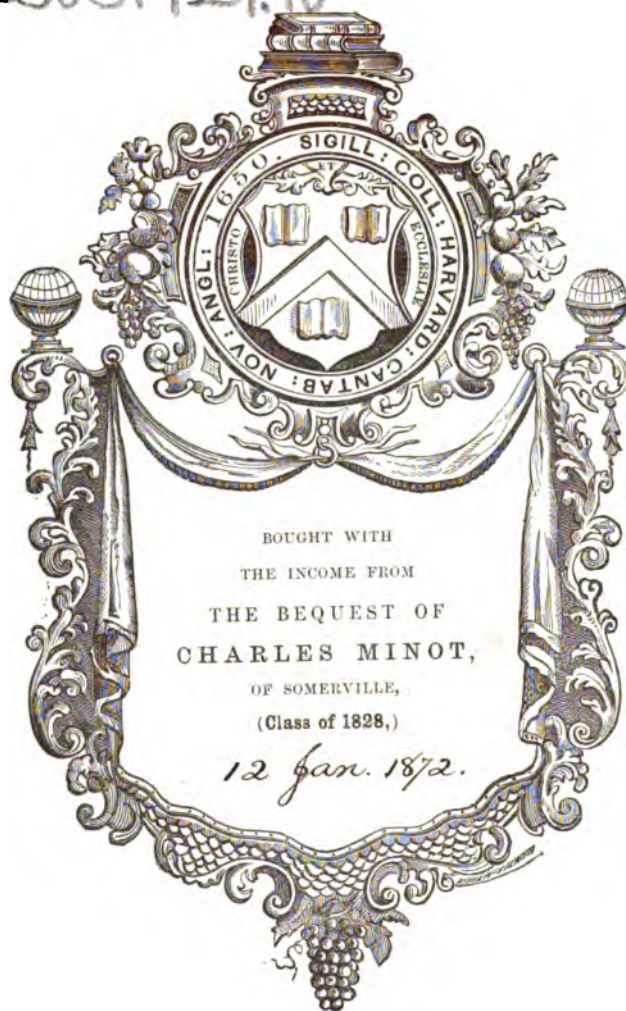 SIGILL: COLL: HARVARD: CANTAB: NOV: ANGL: 1650.
CHRISTO
ET
ECCLESIAE
BOUGHT WITH
THE INCOME FROM
THE BEQUEST OF
CHARLES MINOT,
OF SOMERVILLE,
(Class of 1828,)
12 Jan. 1872.